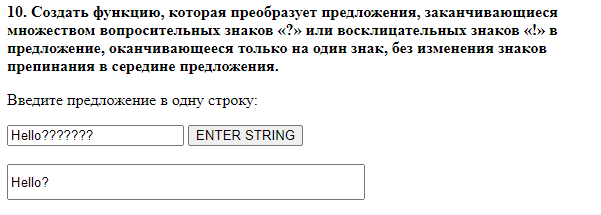 10. Создать функцию, которая преобразует предложения, заканчивающиеся
множеством вопросительных знаков «?» или восклицательных знаков «!» в
предложение, оканчивающееся только на один знак, без изменения знаков
препинания в середине предложения.
Введите предложение в одну строку:
Hello??????? ENTER STRING
Hello?